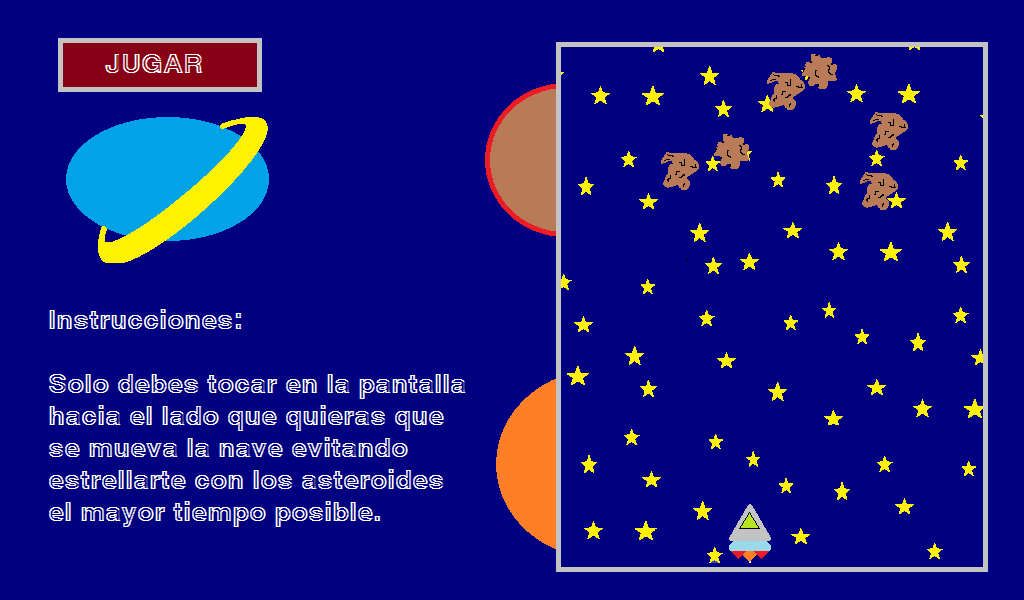 JUGAR
Instrucciones:
Solo debes tocar en la pantalla
hacia el lado que quieras que
se mueva la nave evitando
estrellarte con los asteroides
el mayor tiempo posible.